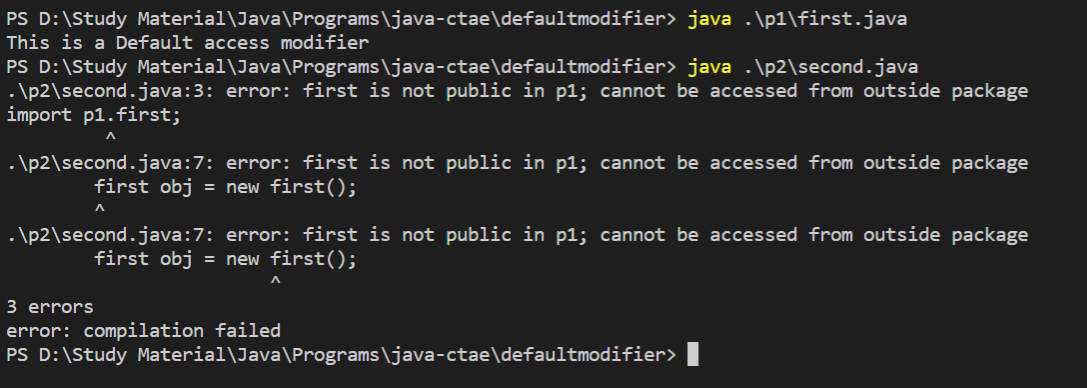 PS D:\Study Material\Java\Programs\java-ctae\defaultmodifier> java .\p1\first.java
This is a Default access modifier
PS D:\Study Material\Java\Programs\java-ctae\defaultmodifier> java .\p2\second.java
.\p2\second.java:3: error: first is not public in p1; cannot be accessed from outside package
import p1.first;
         ^
.\p2\second.java:7: error: first is not public in p1; cannot be accessed from outside package
        first obj = new first();
        ^
.\p2\second.java:7: error: first is not public in p1; cannot be accessed from outside package
        first obj = new first();
                        ^
3 errors
error: compilation failed
PS D:\Study Material\Java\Programs\java-ctae\defaultmodifier>